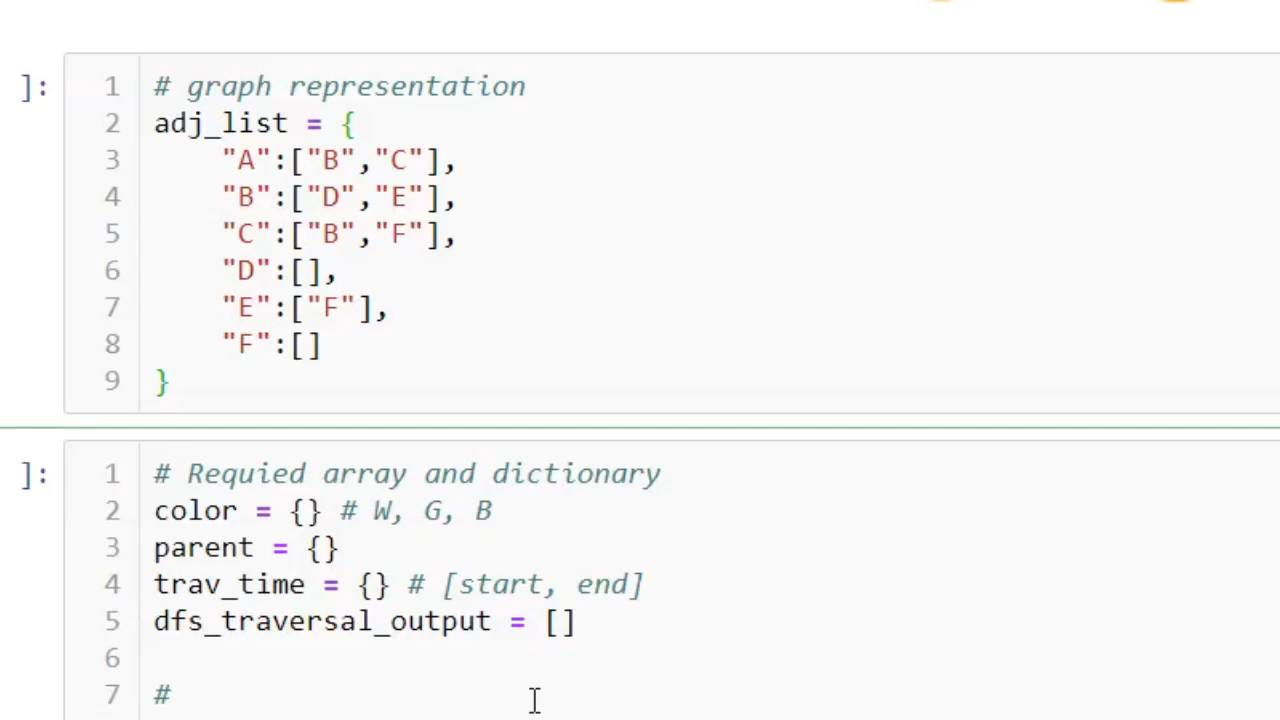 ]:
1 # graph representation
2 adj_list = {
3 "A":["B","C"],
4 "B":["D","E"],
5 "C":["B","F"],
6 "D":[],
7 "E":["F"],
8 "F":[]
9 }
]:
1 # Requied array and dictionary
2 color = {} # W, G, B
3 parent = {}
4 trav_time = {} # [start, end]
5 dfs_traversal_output = []
6
7 #